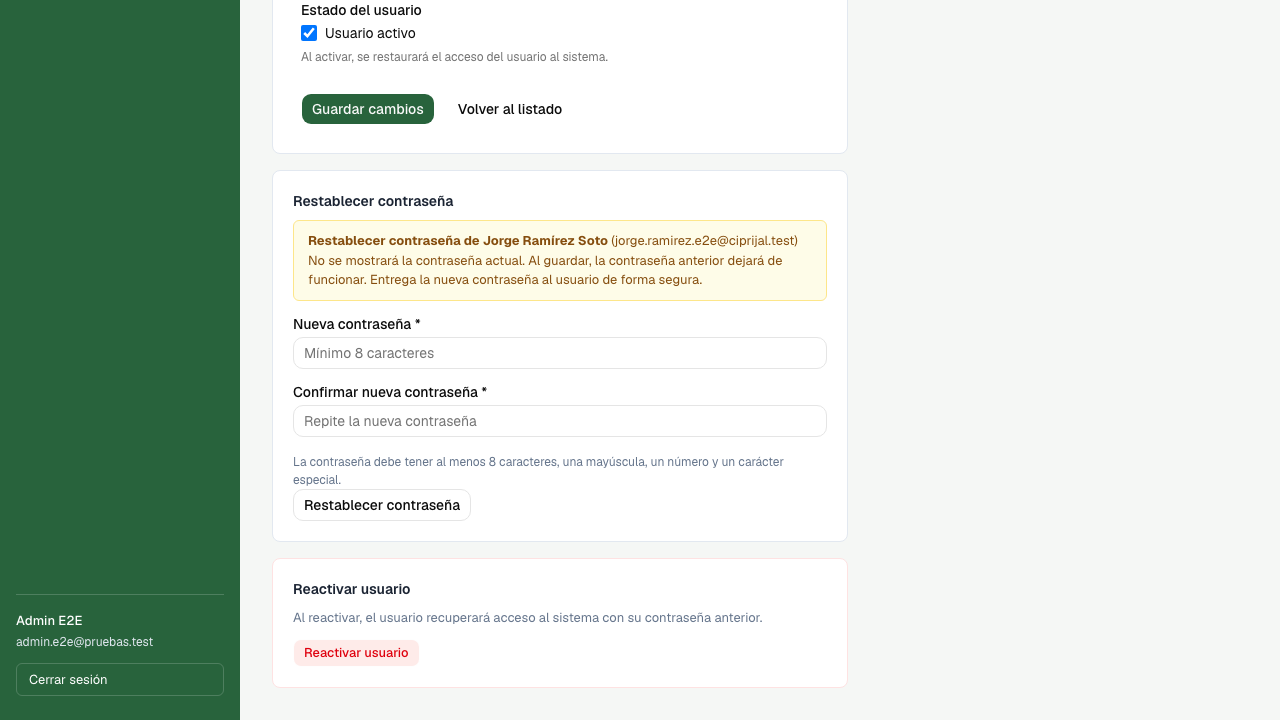 Estado del usuario
Usuario activo
Al activar, se restaurará el acceso del usuario al sistema.
Guardar cambios
Volver al listado
Restablecer contraseña
Restablecer contraseña de Jorge Ramírez Soto (jorge.ramirez.e2e@ciprijal.test)
No se mostrará la contraseña actual. Al guardar, la contraseña anterior dejará de
funcionar. Entrega la nueva contraseña al usuario de forma segura.
Nueva contraseña *
Mínimo 8 caracteres
Confirmar nueva contraseña *
Repite la nueva contraseña
La contraseña debe tener al menos 8 caracteres, una mayúscula, un número y un carácter
especial.
Restablecer contraseña
Reactivar usuario
Al reactivar, el usuario recuperará acceso al sistema con su contraseña anterior.
Reactivar usuario
Admin E2E
admin.e2e@pruebas.test
Cerrar sesión